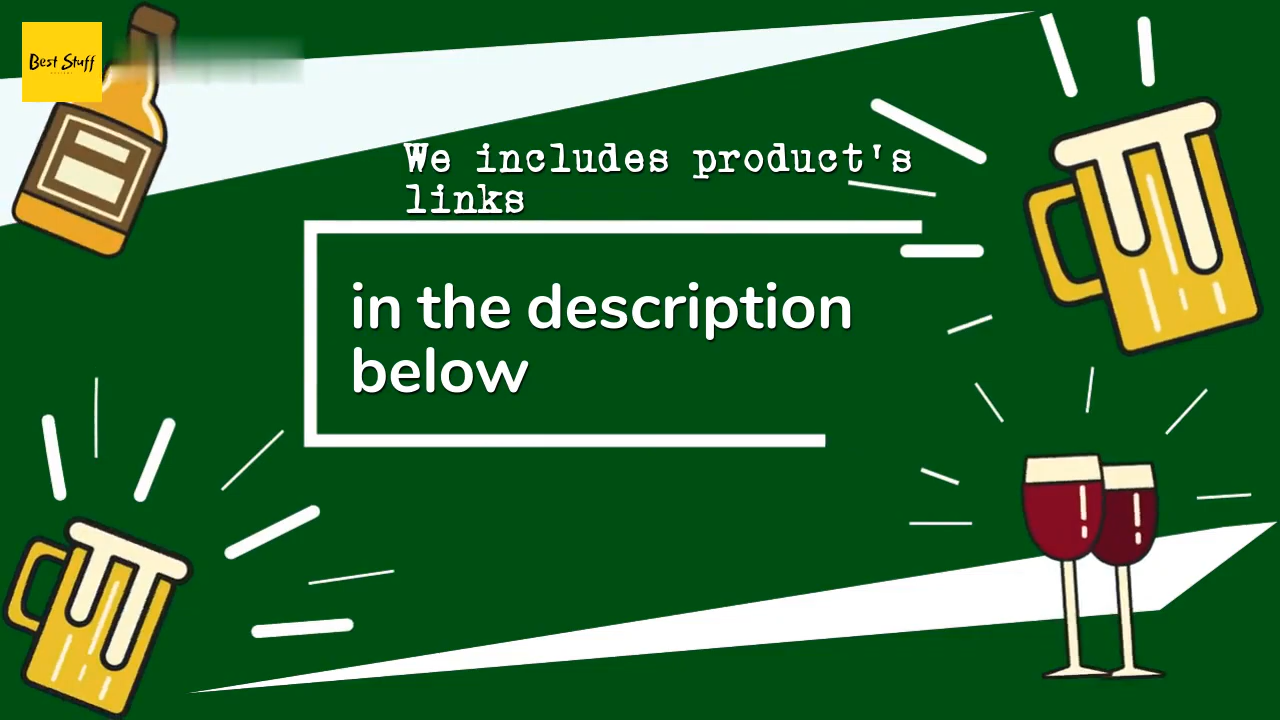 Best Stuff
We includes product's
links
in the description
below